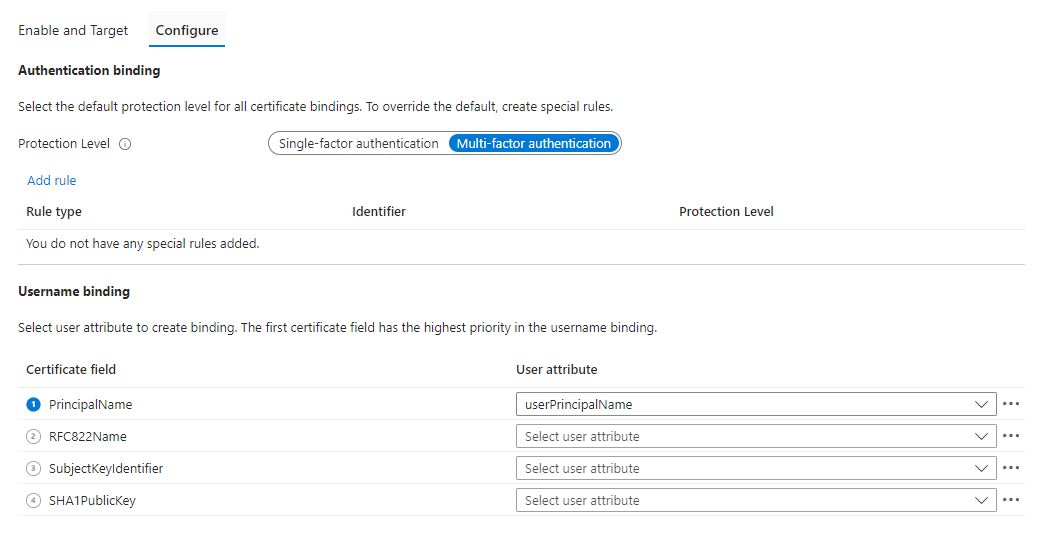 Enable and Target Configure
Authentication binding
Select the default protection level for all certificate bindings. To override the default, create special rules.
Protection Level Single-factor authentication Multi-factor authentication
Add rule
Rule type Identifier Protection Level
You do not have any special rules added.
Username binding
Select user attribute to create binding. The first certificate field has the highest priority in the username binding.
Certificate field User attribute
1 PrincipalName userPrincipalName
2 RFC822Name Select user attribute
3 SubjectKeyIdentifier Select user attribute
4 SHA1PublicKey Select user attribute